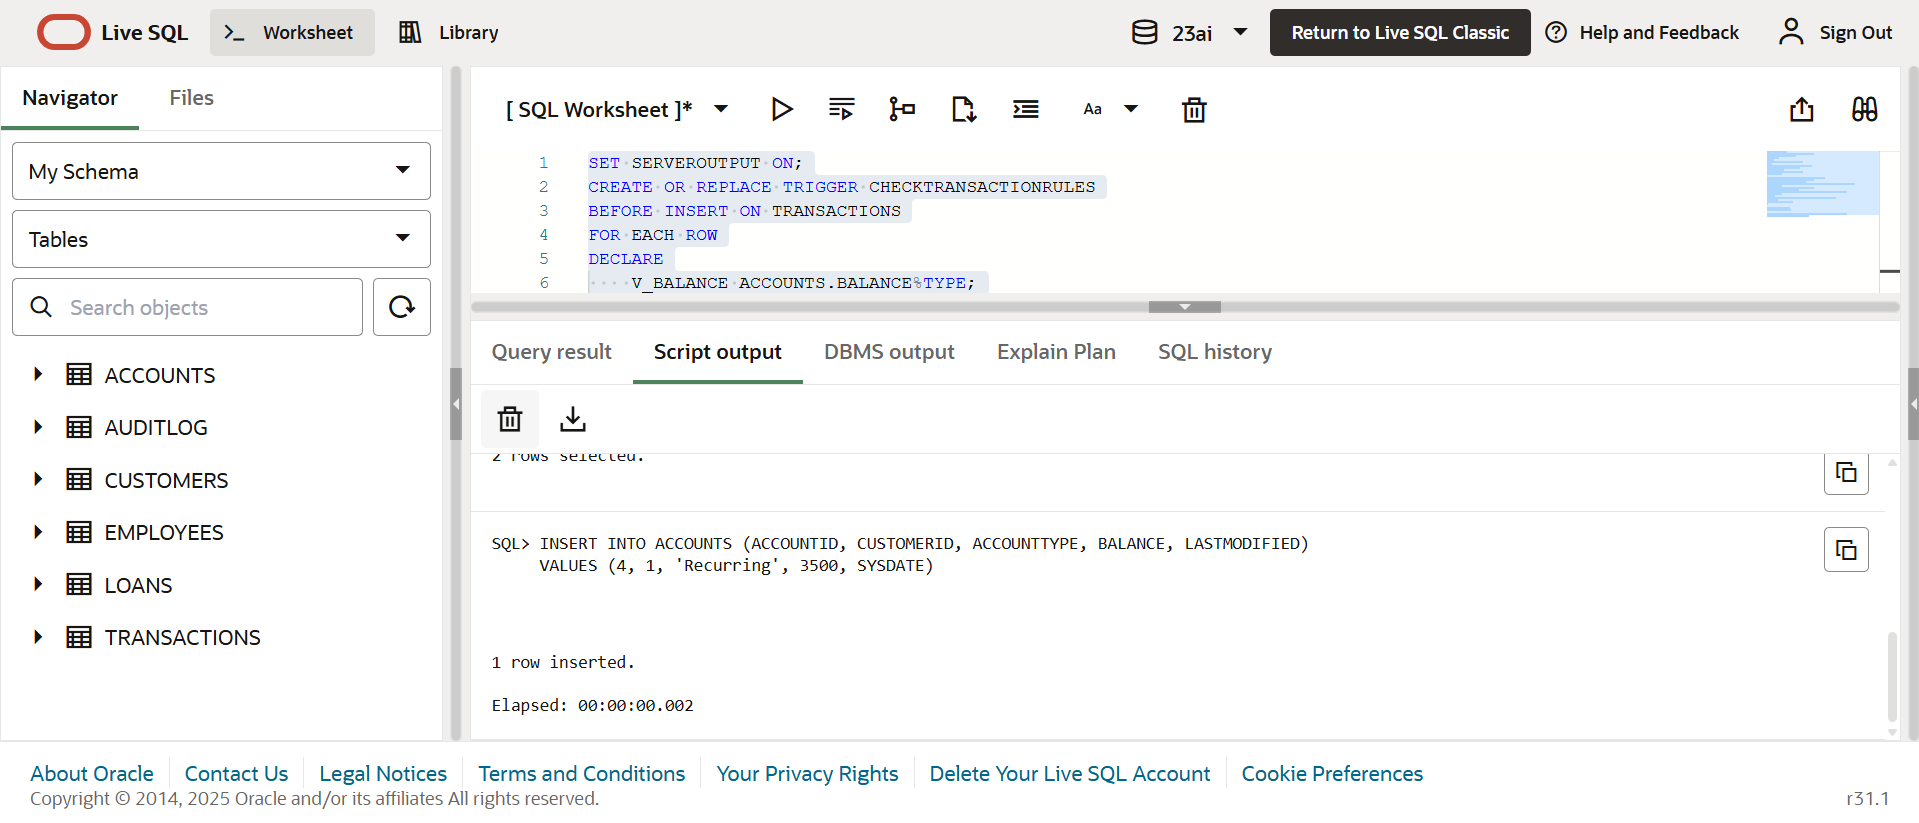 Live SQL
Worksheet
Library
23ai
Return to Live SQL Classic
Help and Feedback
Sign Out
Navigator
Files
My Schema
Tables
Search objects
ACCOUNTS
AUDITLOG
CUSTOMERS
EMPLOYEES
LOANS
TRANSACTIONS
[ SQL Worksheet ]*
Aa
1 SET SERVEROUTPUT ON;
2 CREATE OR REPLACE TRIGGER CHECKTRANSACTIONRULES
3 BEFORE INSERT ON TRANSACTIONS
4 FOR EACH ROW
5 DECLARE
6 V_BALANCE ACCOUNTS.BALANCE%TYPE;
Query result
Script output
DBMS output
Explain Plan
SQL history
2 rows selected.
SQL> INSERT INTO ACCOUNTS (ACCOUNTID, CUSTOMERID, ACCOUNTTYPE, BALANCE, LASTMODIFIED)
VALUES (4, 1, 'Recurring', 3500, SYSDATE)
1 row inserted.
Elapsed: 00:00:00.002
About Oracle
Contact Us
Legal Notices
Terms and Conditions
Your Privacy Rights
Delete Your Live SQL Account
Cookie Preferences
Copyright © 2014, 2025 Oracle and/or its affiliates All rights reserved.
r31.1